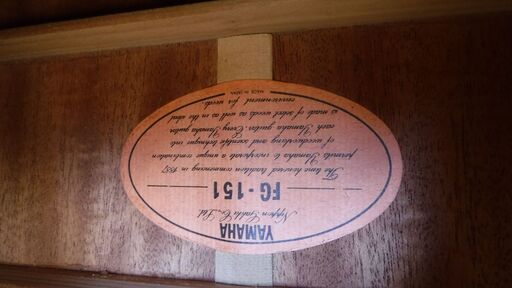 YAMAHA
Nippon Gakki Co., Ltd.
FG-151
The time honored tradition commencing in 1887
permits Yamaha to incorporate a unique combination
of woodworking and scientific technique into
each Yamaha guitar. Every Yamaha guitar
is made of select woods as well as in the ideal
environment for woods.
MADE IN JAPAN